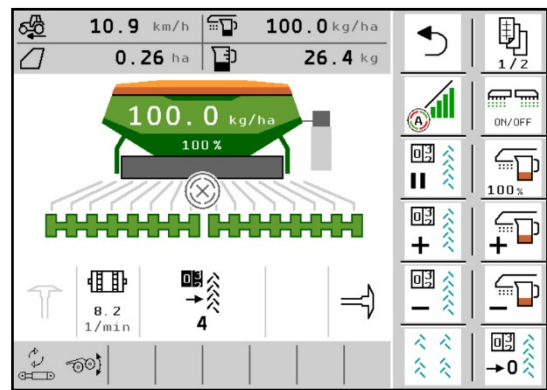 10.9 km/h 100.0 kg/ha
0.26 ha 26.4 kg
1/2
100.0 kg/ha
100 %
A
ON/OFF
100%
8.2
1/min
4
+
+
−
−
→0